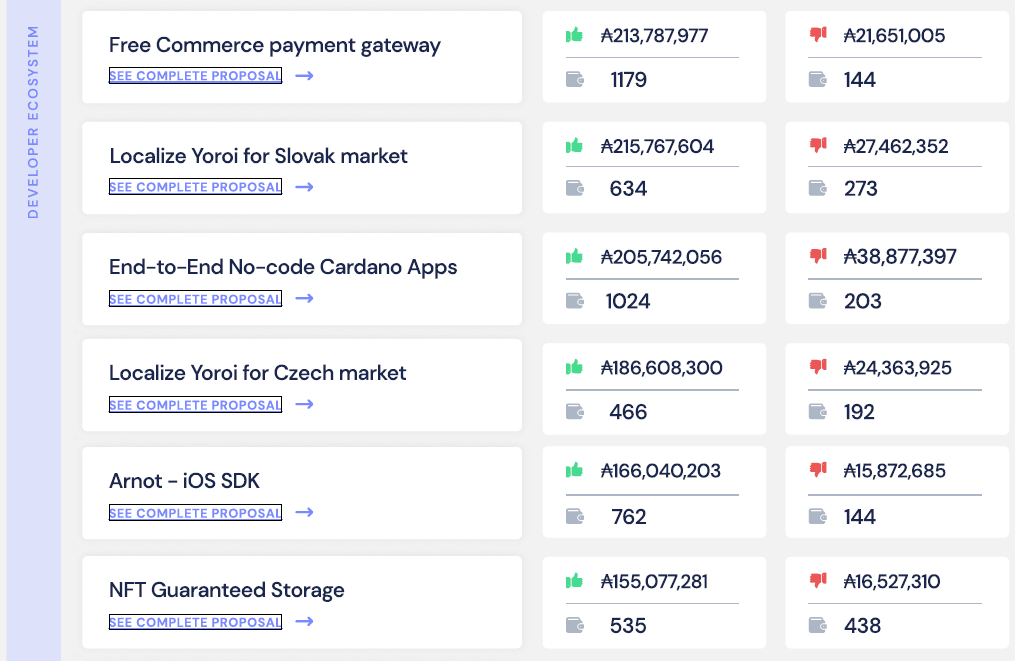 DEVELOPER ECOSYSTEM
Free Commerce payment gateway
SEE COMPLETE PROPOSAL
₳213,787,977
1179
₳21,651,005
144
Localize Yoroi for Slovak market
SEE COMPLETE PROPOSAL
₳215,767,604
634
₳27,462,352
273
End-to-End No-code Cardano Apps
SEE COMPLETE PROPOSAL
₳205,742,056
1024
₳38,877,397
203
Localize Yoroi for Czech market
SEE COMPLETE PROPOSAL
₳186,608,300
466
₳24,363,925
192
Arnot - iOS SDK
SEE COMPLETE PROPOSAL
₳166,040,203
762
₳15,872,685
144
NFT Guaranteed Storage
SEE COMPLETE PROPOSAL
₳155,077,281
535
₳16,527,310
438